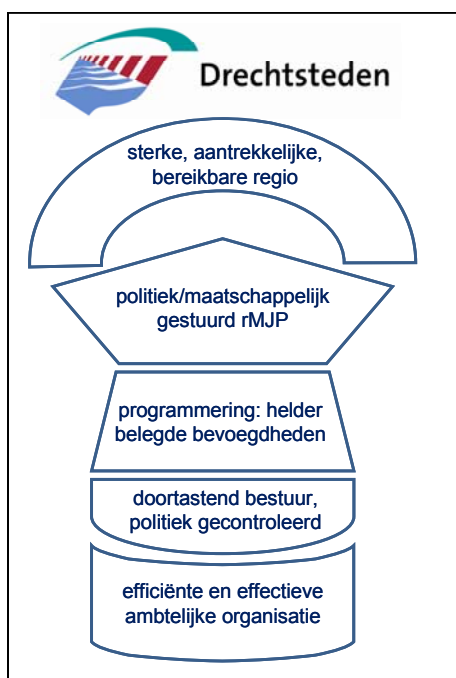 Drechtsteden
sterke, aantrekkelijke,
bereikbare regio
politiek/maatschappelijk
gestuurd rMJP
programmering: helder
belegde bevoegdheden
doortastend bestuur,
politiek gecontroleerd
efficiënte en effectieve
ambtelijke organisatie